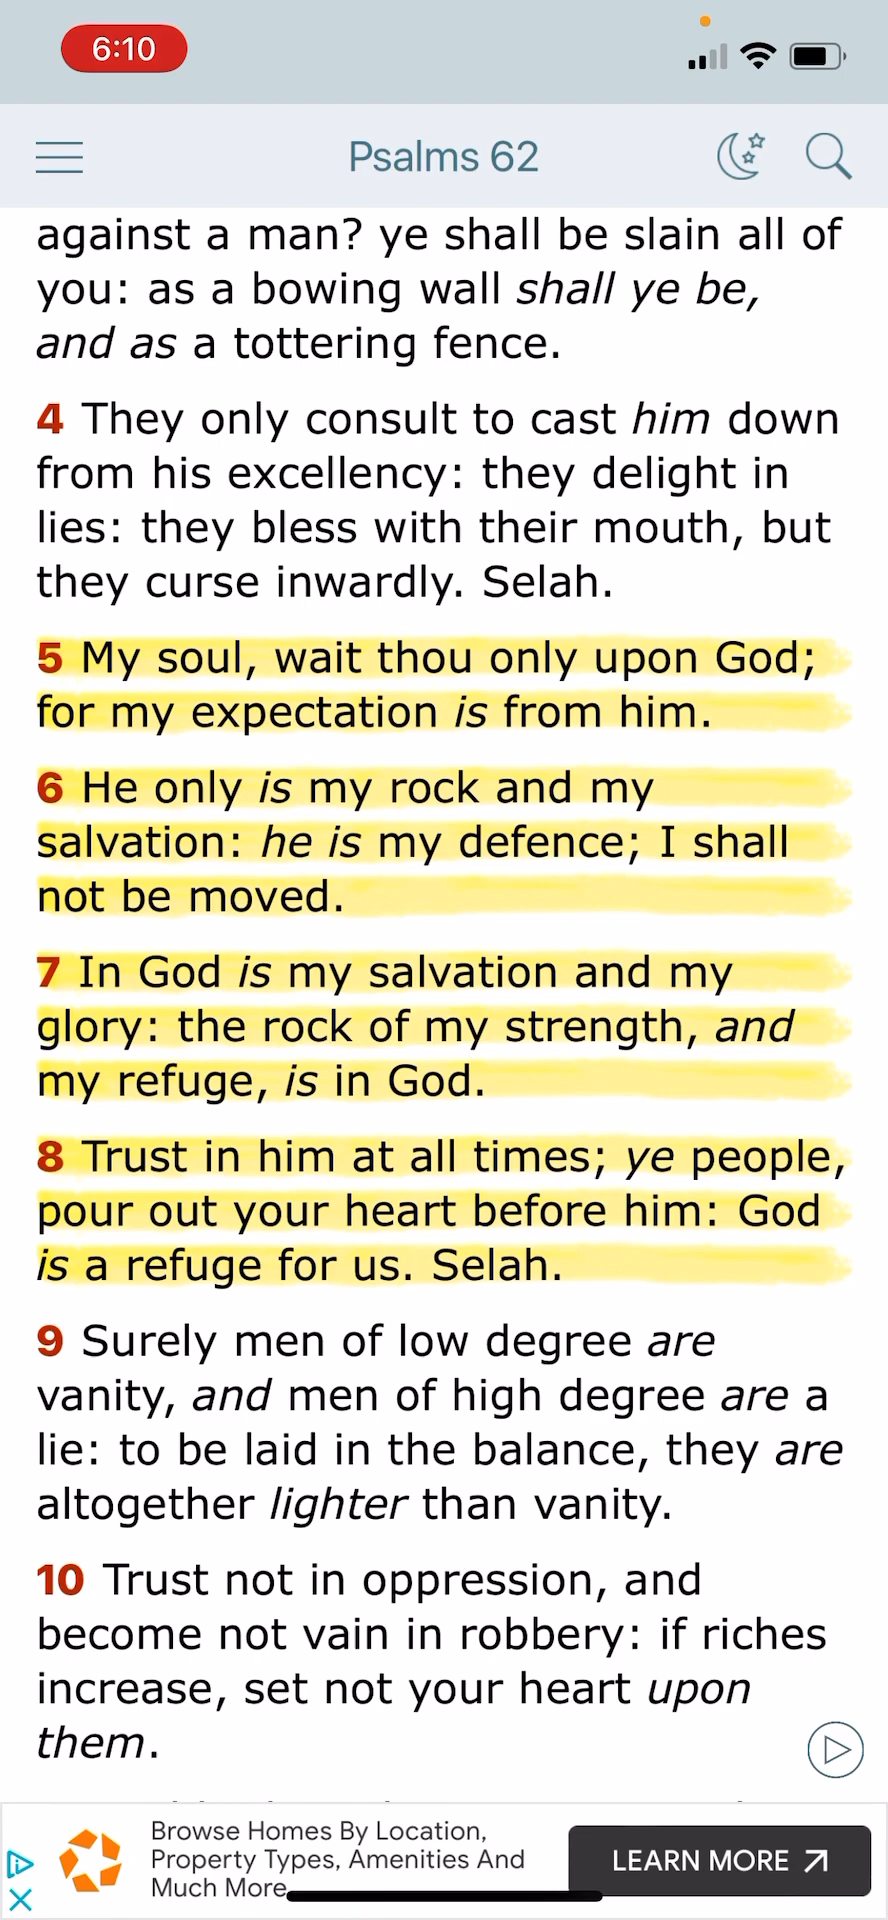 6:10
Psalms 62
against a man? ye shall be slain all of
you: as a bowing wall shall ye be,
and as a tottering fence.
4 They only consult to cast him down
from his excellency: they delight in
lies: they bless with their mouth, but
they curse inwardly. Selah.
5 My soul, wait thou only upon God;
for my expectation is from him.
6 He only is my rock and my
salvation: he is my defence; I shall
not be moved.
7 In God is my salvation and my
glory: the rock of my strength, and
my refuge, is in God.
8 Trust in him at all times; ye people,
pour out your heart before him: God
is a refuge for us. Selah.
9 Surely men of low degree are
vanity, and men of high degree are a
lie: to be laid in the balance, they are
altogether lighter than vanity.
10 Trust not in oppression, and
become not vain in robbery: if riches
increase, set not your heart upon
them.
Browse Homes By Location,
Property Types, Amenities And
Much More
LEARN MORE